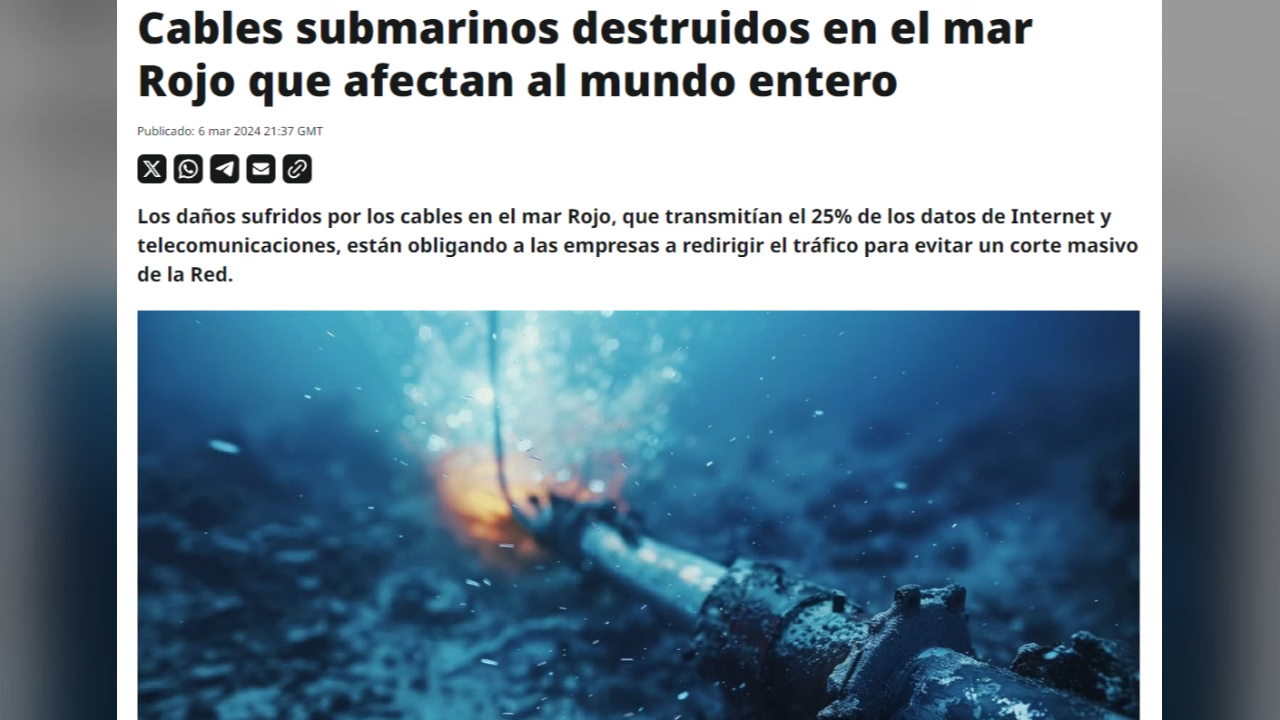 Cables submarinos destruidos en el mar
Rojo que afectan al mundo entero
Publicado: 6 mar 2024 21:37 GMT
Los daños sufridos por los cables en el mar Rojo, que transmitían el 25% de los datos de Internet y
telecomunicaciones, están obligando a las empresas a redirigir el tráfico para evitar un corte masivo
de la Red.